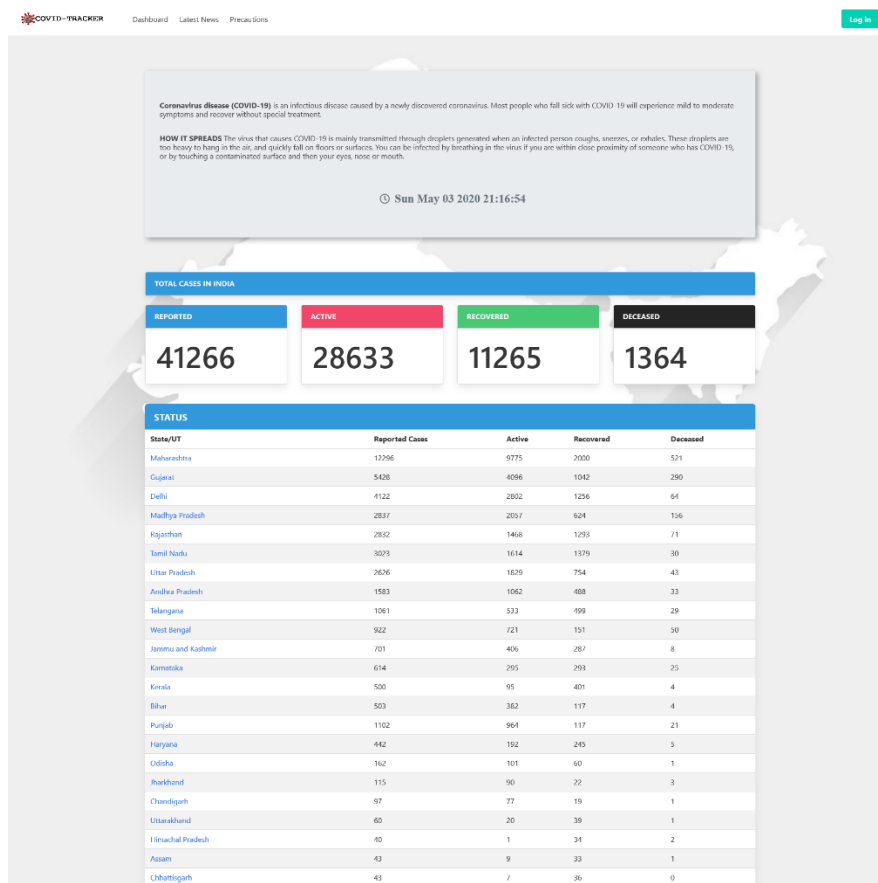 COVID-TRACKER Dashboard Latest News Precautions Log in
Coronavirus disease (COVID-19) is an infectious disease caused by a newly discovered coronavirus. Most people who fall sick with COVID-19 will experience mild to moderate
symptoms and recover without special treatment.
HOW IT SPREADS The virus that causes COVID-19 is mainly transmitted through droplets generated when an infected person coughs, sneezes, or exhales. These droplets are
too heavy to hang in the air, and quickly fall on floors or surfaces. You can be infected by breathing in the virus if you are within close proximity of someone who has COVID-19,
or by touching a contaminated surface and then your eyes, nose or mouth.
Sun May 03 2020 21:16:54
TOTAL CASES IN INDIA
REPORTED ACTIVE RECOVERED DECEASED
41266 28633 11265 1364
STATUS
State/UT Reported Cases Active Recovered Deceased
Maharashtra 12296 9775 2000 521
Gujarat 5428 4096 1042 290
Delhi 4122 2802 1256 64
Madhya Pradesh 2837 2057 624 156
Rajasthan 2832 1468 1293 71
Tamil Nadu 3023 1614 1379 30
Uttar Pradesh 2626 1829 754 43
Andhra Pradesh 1583 1062 488 33
Telangana 1061 533 499 29
West Bengal 922 721 151 50
Jammu and Kashmir 701 406 287 8
Karnataka 614 295 293 25
Kerala 500 95 401 4
Bihar 503 382 117 4
Punjab 1102 964 117 21
Haryana 442 192 245 5
Odisha 162 101 60 1
Jharkhand 115 90 22 3
Chandigarh 97 77 19 1
Uttarakhand 60 20 39 1
Himachal Pradesh 40 1 34 2
Assam 43 9 33 1
Chhattisgarh 43 7 36 0